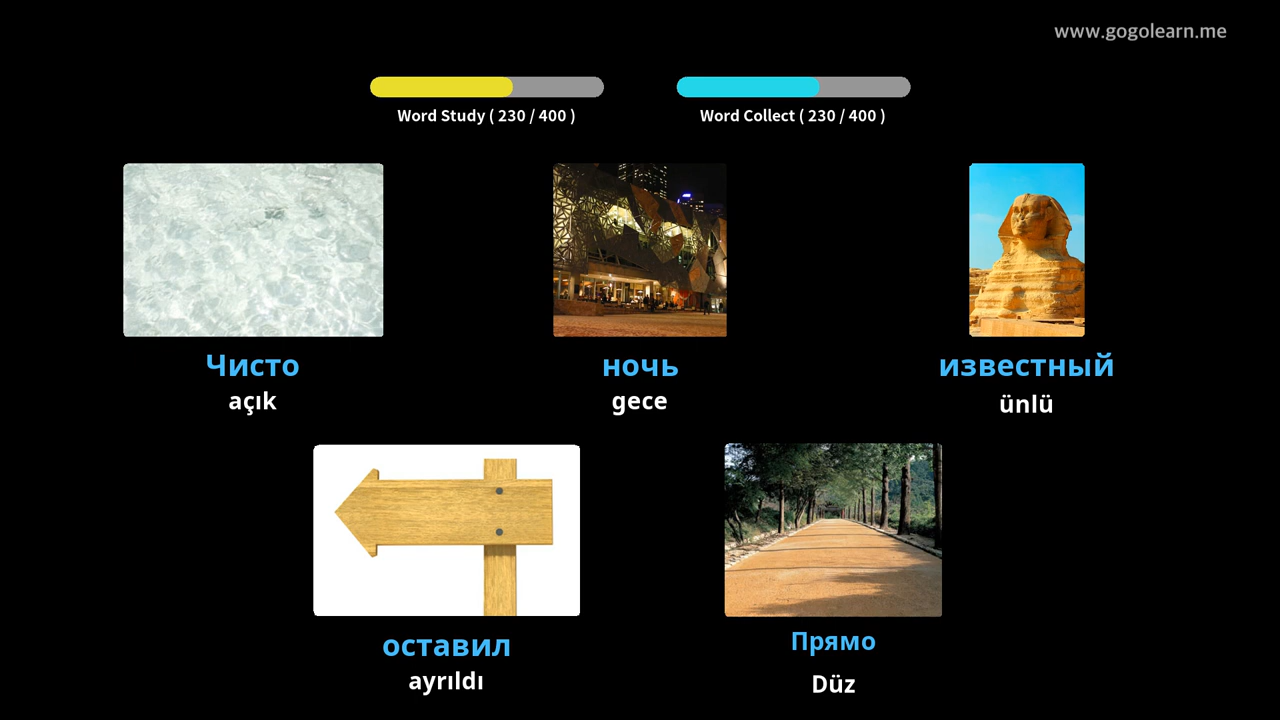 www.gogolearn.me
Word Study ( 230 / 400 )
Word Collect ( 230 / 400 )
Чисто
açık
ночь
gece
известный
ünlü
оставил
ayrıldı
Прямо
Düz